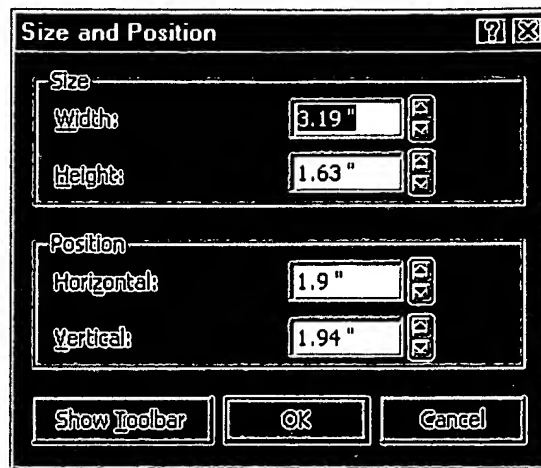 Size and Position
Size
Width: 3.19 "
Height: 1.63 "
Position
Horizontal: 1.9 "
Vertical: 1.94 "
Show Toolbar OK Cancel